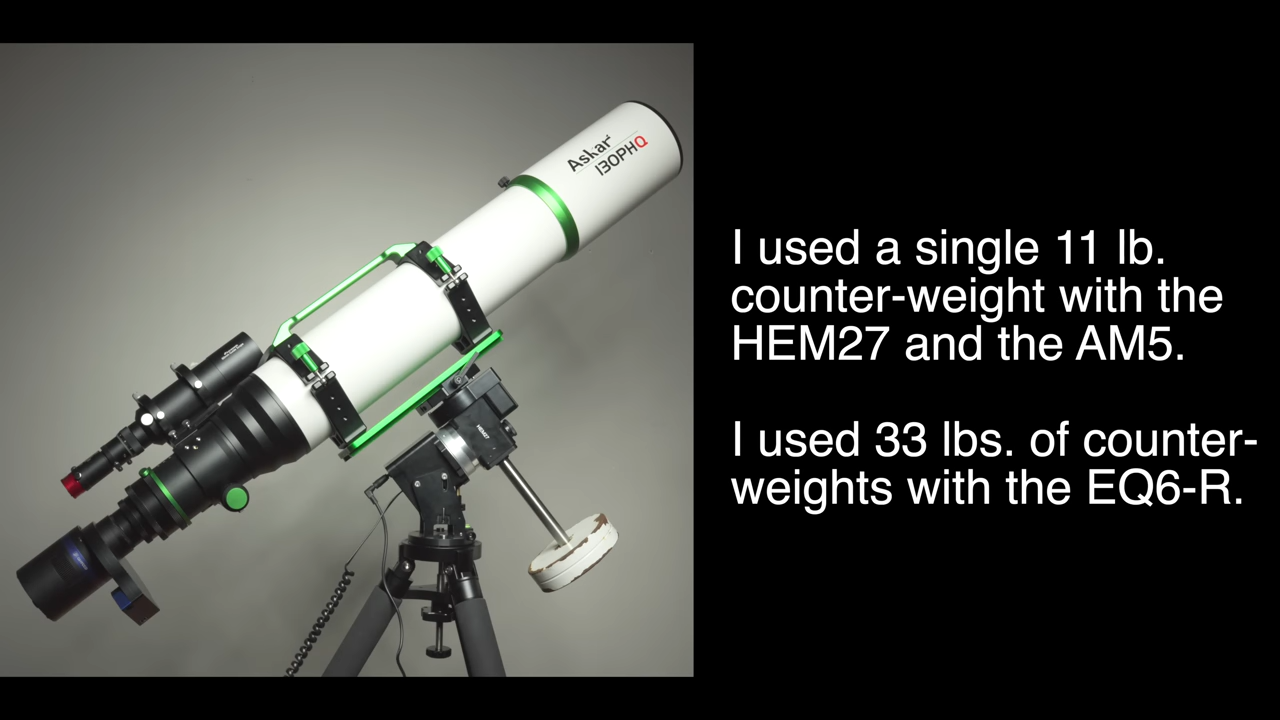 Askar
130PHQ
HEM27
I used a single 11 lb.
counter-weight with the
HEM27 and the AM5.
I used 33 lbs. of counter-
weights with the EQ6-R.